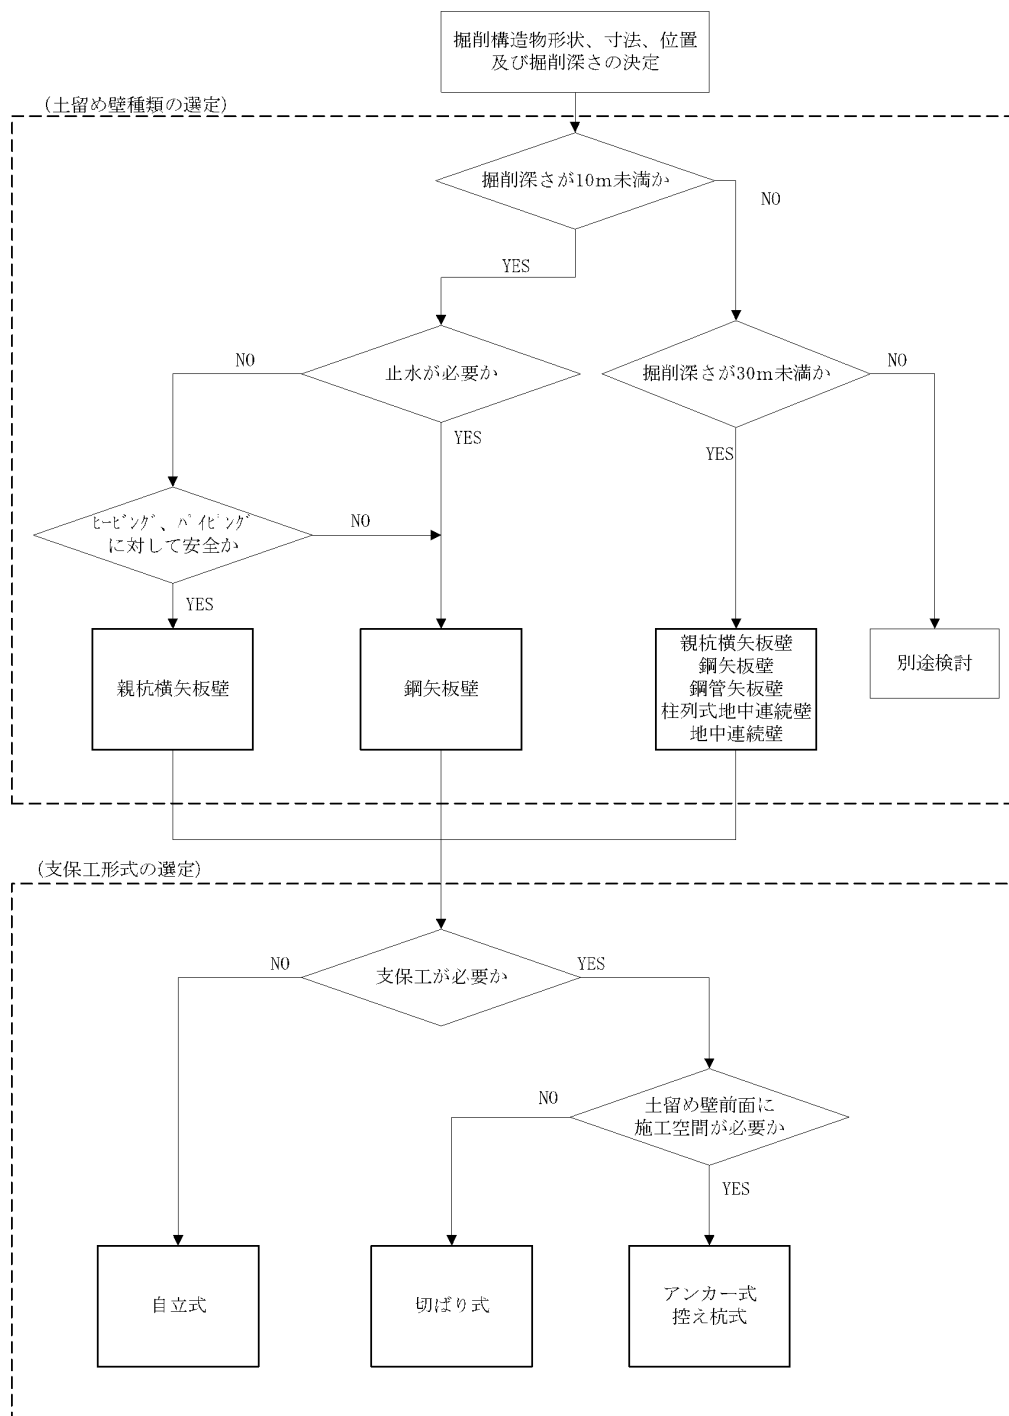 掘削構造物形状、寸法、位置
及び掘削深さの決定
(土留め壁種類の選定)
掘削深さが10m未満か
NO
YES
止水が必要か
NO
YES
掘削深さが30m未満か
NO
YES
ﾋｰﾋﾞﾝｸﾞ、ﾊﾟｲﾋﾟﾝｸﾞ
に対して安全か
NO
YES
親杭横矢板壁
鋼矢板壁
親杭横矢板壁
鋼矢板壁
鋼管矢板壁
柱列式地中連続壁
地中連続壁
別途検討
(支保工形式の選定)
支保工が必要か
NO
YES
土留め壁前面に
施工空間が必要か
NO
YES
自立式
切ばり式
アンカー式
控え杭式